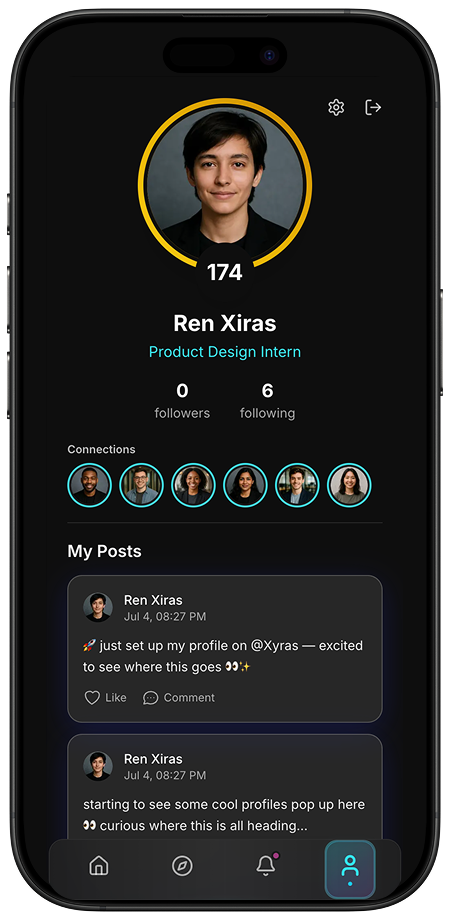 174
Ren Xiras
Product Design Intern
0 6
followers following
Connections
My Posts
Ren Xiras
Jul 4, 08:27 PM
🚀 just set up my profile on @Xyras — excited
to see where this goes 👀✨
Like Comment
Ren Xiras
Jul 4, 08:27 PM
starting to see some cool profiles pop up here
👀 curious where this is all heading...